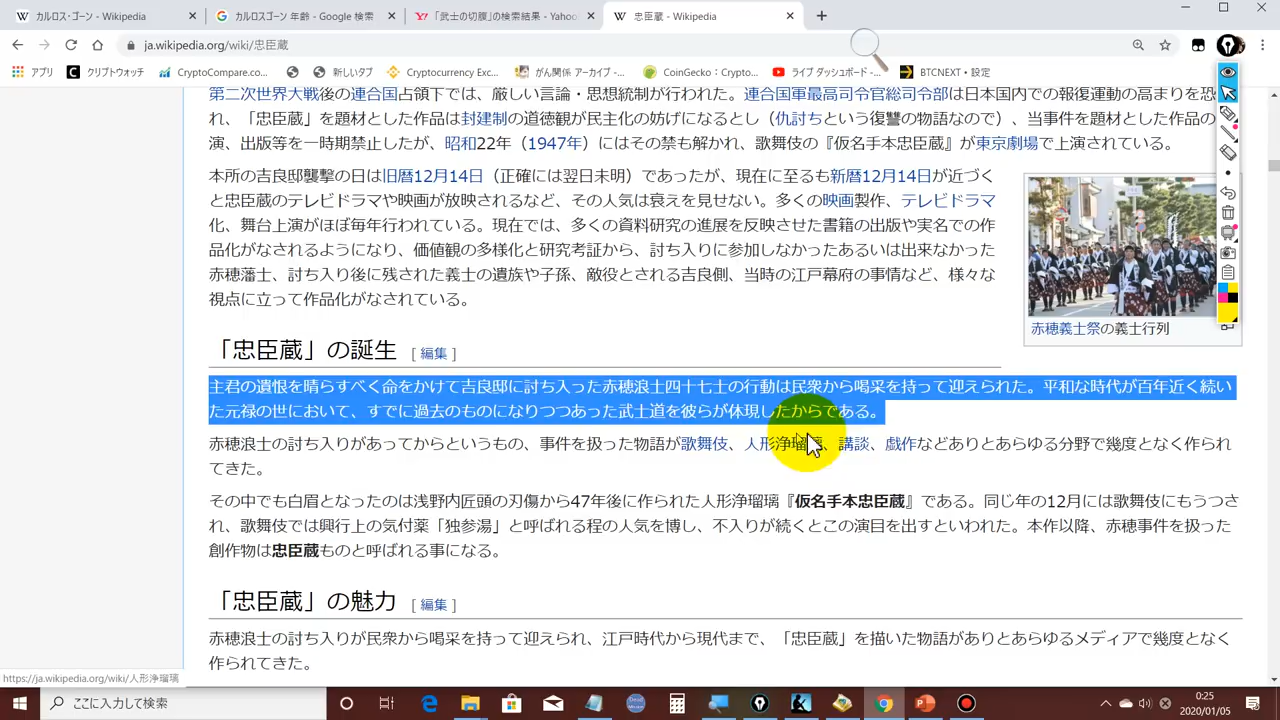 カルロス・ゴーン - Wikipedia
カルロスゴーン 年齢 - Google 検索
「武士の切腹」の検索結果 - Yahoo!
忠臣蔵 - Wikipedia
ja.wikipedia.org/wiki/忠臣蔵
アプリ
クリプトウォッチ
CryptoCompare.co...
新しいタブ
Cryptocurrency Exc...
がん関係 アーカイブ -...
CoinGecko：Crypto...
ライブ ダッシュボード -...
BTCNEXT・設定
第二次世界大戦後の連合国占領下では、厳しい言論・思想統制が行われた。連合国軍最高司令官総司令部は日本国内での報復運動の高まりを恐
れ、「忠臣蔵」を題材とした作品は封建制の道徳観が民主化の妨げになるとし（仇討ちという復讐の物語なので）、当事件を題材とした作品の
演、出版等を一時期禁止したが、昭和22年（1947年）にはその禁も解かれ、歌舞伎の『仮名手本忠臣蔵』が東京劇場で上演されている。
本所の吉良邸襲撃の日は旧暦12月14日（正確には翌日未明）であったが、現在に至るも新暦12月14日が近づく
と忠臣蔵のテレビドラマや映画が放映されるなど、その人気は衰えを見せない。多くの映画製作、テレビドラマ
化、舞台上演がほぼ毎年行われている。現在では、多くの資料研究の進展を反映させた書籍の出版や実名での作
品化がなされるようになり、価値観の多様化と研究考証から、討ち入りに参加しなかったあるいは出来なかった
赤穂藩士、討ち入り後に残された義士の遺族や子孫、敵役とされる吉良側、当時の江戸幕府の事情など、様々な
視点に立って作品化がなされている。
赤穂義士祭の義士行列
「忠臣蔵」の誕生 [ 編集 ]
主君の遺恨を晴らすべく命をかけて吉良邸に討ち入った赤穂浪士四十七士の行動は民衆から喝采を持って迎えられた。平和な時代が百年近く続い
た元禄の世において、すでに過去のものになりつつあった武士道を彼らが体現したからである。
赤穂浪士の討ち入りがあってからというもの、事件を扱った物語が歌舞伎、人形浄瑠璃、講談、戯作などありとあらゆる分野で幾度となく作られ
てきた。
その中でも白眉となったのは浅野内匠頭の刃傷から47年後に作られた人形浄瑠璃『仮名手本忠臣蔵』である。同じ年の12月には歌舞伎にもうつさ
れ、歌舞伎では興行上の気付薬「独参湯」と呼ばれる程の人気を博し、不入りが続くとこの演目を出すといわれた。本作以降、赤穂事件を扱った
創作物は忠臣蔵ものと呼ばれる事になる。
「忠臣蔵」の魅力 [ 編集 ]
赤穂浪士の討ち入りが民衆から喝采を持って迎えられ、江戸時代から現代まで、「忠臣蔵」を描いた物語がありとあらゆるメディアで幾度となく
作られてきた。
https://ja.wikipedia.org/wiki/人形浄瑠璃
ここに入力して検索
0:25
2020/01/05